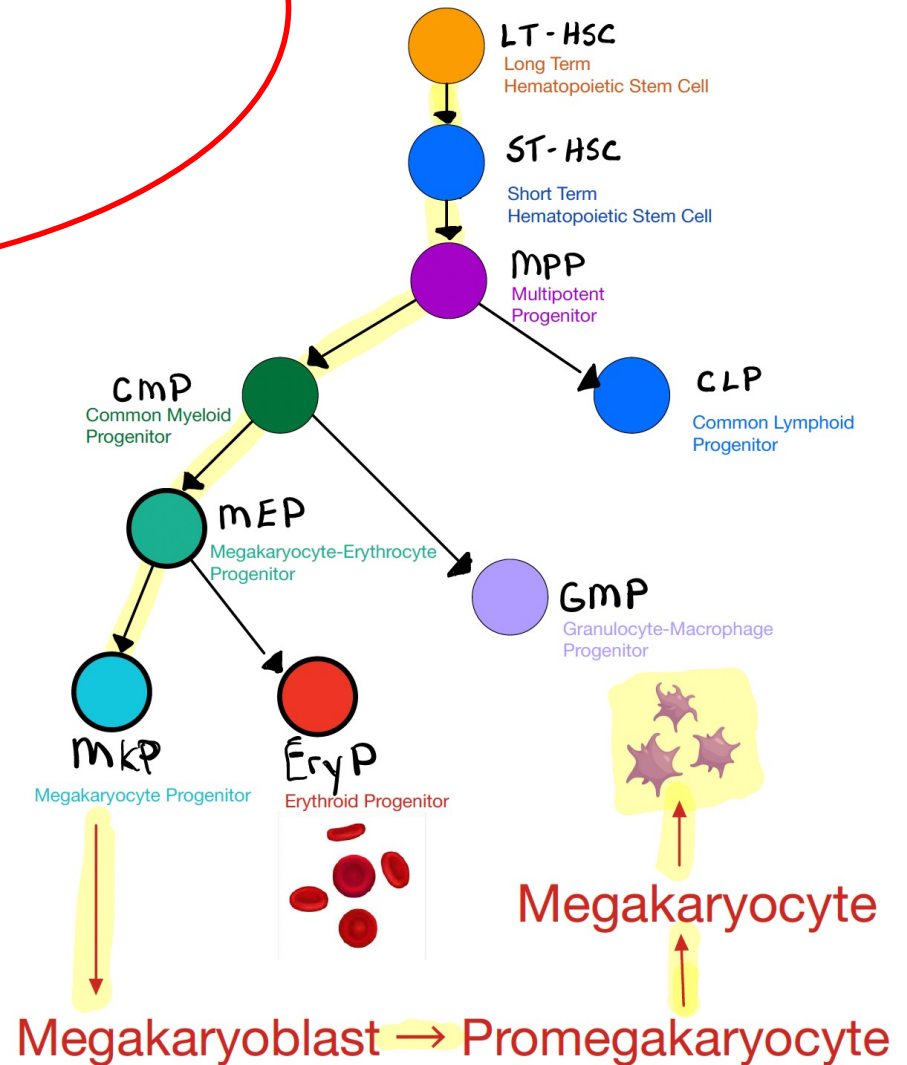 LT-HSC
Long Term
Hematopoietic Stem Cell
ST-HSC
Short Term
Hematopoietic Stem Cell
MPP
Multipotent
Progenitor
CMP
Common Myeloid
Progenitor
CLP
Common Lymphoid
Progenitor
MEP
Megakaryocyte-Erythrocyte
Progenitor
GMP
Granulocyte-Macrophage
Progenitor
MkP
Megakaryocyte Progenitor
EryP
Erythroid Progenitor
Megakaryocyte
Megakaryoblast → Promegakaryocyte